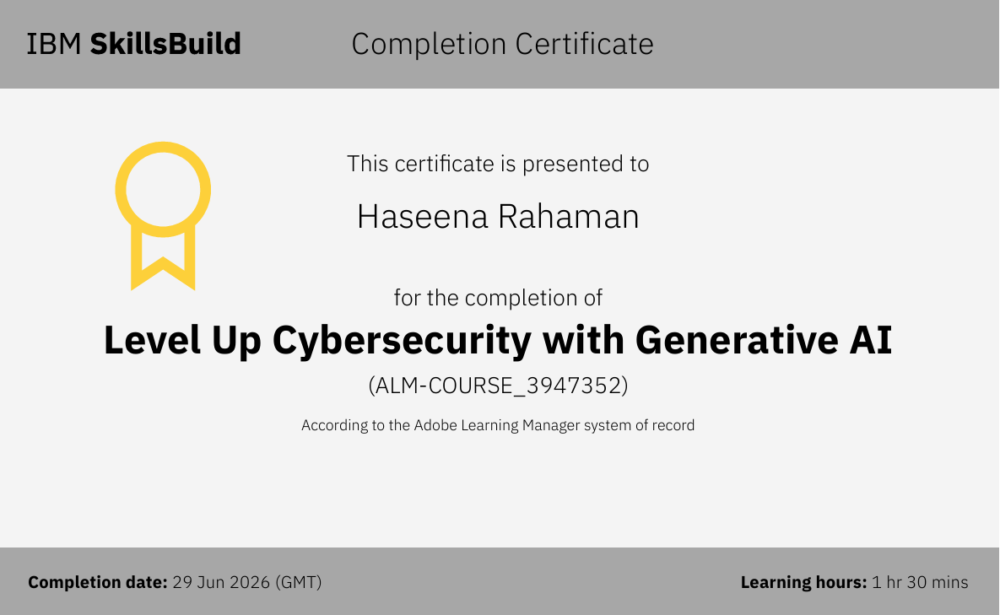 IBM SkillsBuild
Completion Certificate
This certificate is presented to
Haseena Rahaman
for the completion of
Level Up Cybersecurity with Generative AI
(ALM-COURSE_3947352)
According to the Adobe Learning Manager system of record
Completion date: 29 Jun 2026 (GMT)
Learning hours: 1 hr 30 mins